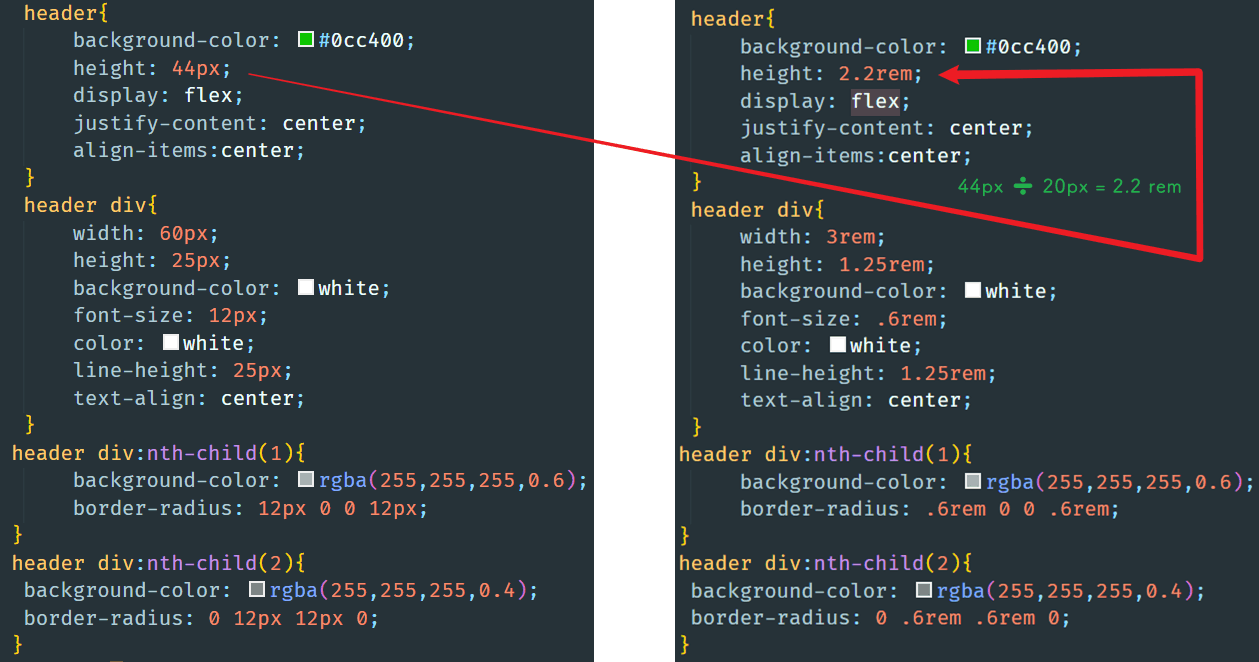 header{
background-color: #0cc400;
height: 44px;
display: flex;
justify-content: center;
align-items:center;
}
header div{
width: 60px;
height: 25px;
background-color: white;
font-size: 12px;
color: white;
line-height: 25px;
text-align: center;
}
header div:nth-child(1){
background-color: rgba(255,255,255,0.6);
border-radius: 12px 0 0 12px;
}
header div:nth-child(2){
background-color: rgba(255,255,255,0.4);
border-radius: 0 12px 12px 0;
}
header{
background-color: #0cc400;
height: 2.2rem;
display: flex;
justify-content: center;
align-items:center;
}
44px ÷ 20px = 2.2 rem
header div{
width: 3rem;
height: 1.25rem;
background-color: white;
font-size: .6rem;
color: white;
line-height: 1.25rem;
text-align: center;
}
header div:nth-child(1){
background-color: rgba(255,255,255,0.6);
border-radius: .6rem 0 0 .6rem;
}
header div:nth-child(2){
background-color: rgba(255,255,255,0.4);
border-radius: 0 .6rem .6rem 0;
}